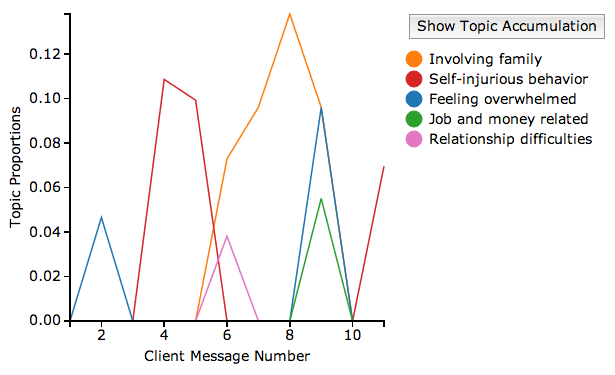 Show Topic Accumulation
Involving family
Self-injurious behavior
Feeling overwhelmed
Job and money related
Relationship difficulties
Topic Proportions
0.12
0.10
0.08
0.06
0.04
0.02
0.00
2 4 6 8 10
Client Message Number